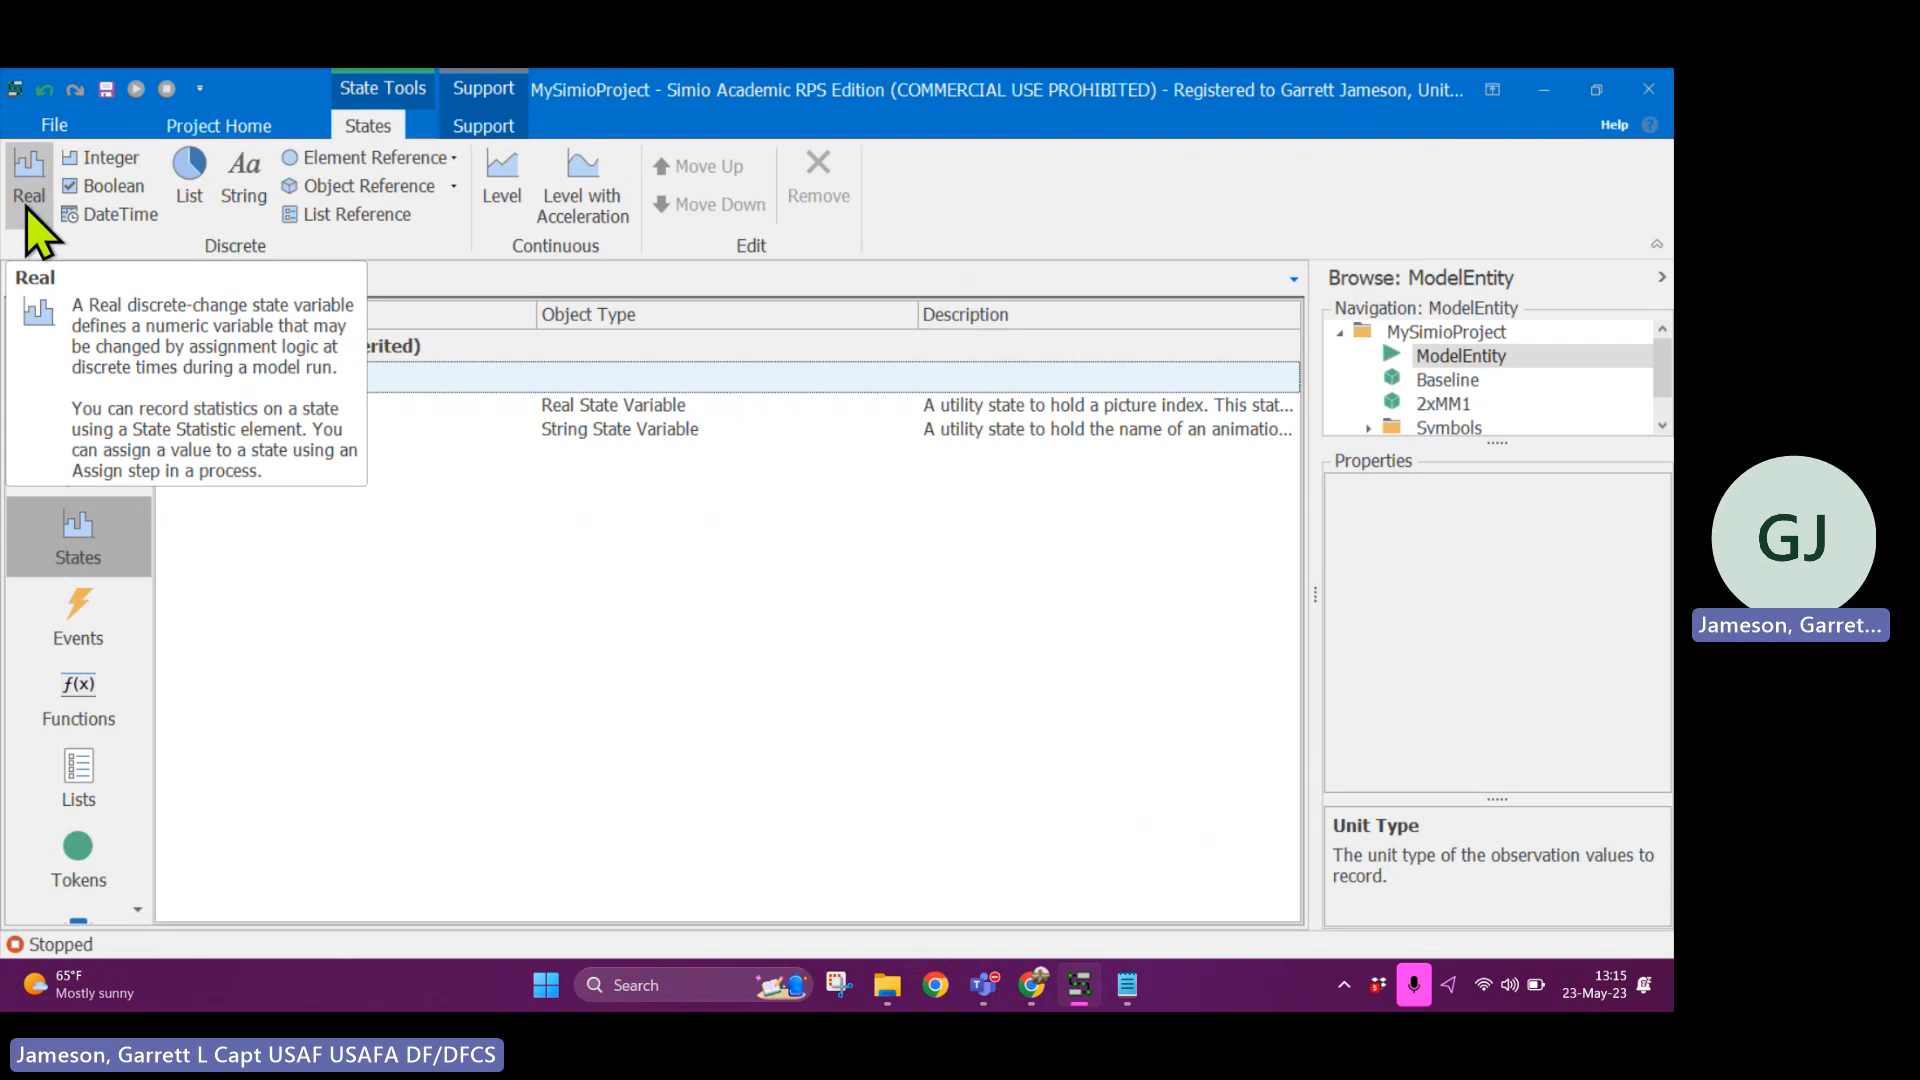 State Tools
Support
MySimioProject - Simio Academic RPS Edition (COMMERCIAL USE PROHIBITED) - Registered to Garrett Jameson, Unit...
File
Project Home
States
Support
Help
Real
Integer
Boolean
DateTime
List
String
Element Reference
Object Reference
List Reference
Discrete
Level
Level with
Acceleration
Continuous
Move Up
Move Down
Remove
Edit
Real
A Real discrete-change state variable
defines a numeric variable that may
be changed by assignment logic at
discrete times during a model run.
You can record statistics on a state
using a State Statistic element. You
can assign a value to a state using an
Assign step in a process.
Object Type
Description
erited)
Real State Variable
A utility state to hold a picture index. This stat...
String State Variable
A utility state to hold the name of an animatio...
States
Events
f(x)
Functions
Lists
Tokens
Browse: ModelEntity
Navigation: ModelEntity
MySimioProject
ModelEntity
Baseline
2xMM1
Symbols
Properties
Unit Type
The unit type of the observation values to
record.
Stopped
65°F
Mostly sunny
Search
13:15
23-May-23
GJ
Jameson, Garret...
Jameson, Garrett L Capt USAF USAFA DF/DFCS